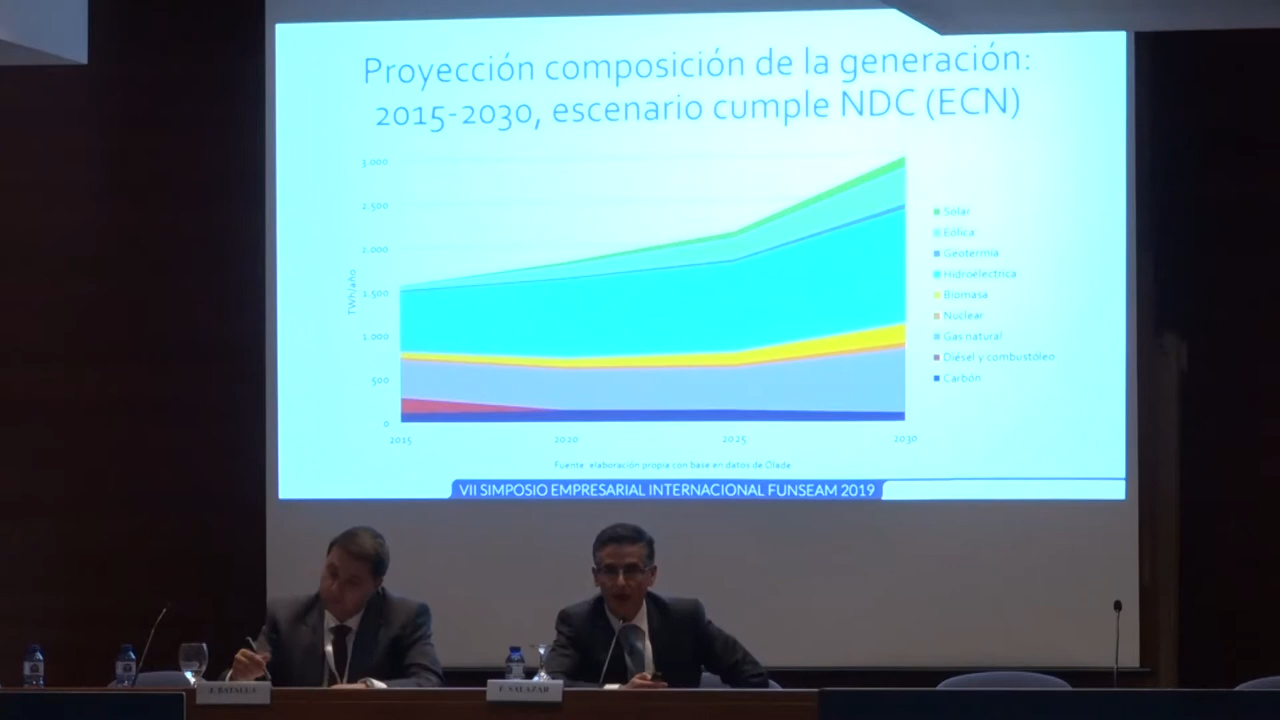 Proyección composición de la generación:
2015-2030, escenario cumple NDC (ECN)
3.000
2.500
2.000
1.500
1.000
500
0
TWh/año
2015
2020
2025
2030
Solar
Eólica
Geotermia
Hidroeléctrica
Biomasa
Nuclear
Gas natural
Diésel y combustóleo
Carbón
Fuente: elaboración propia con base en datos de Olade
VII SIMPOSIO EMPRESARIAL INTERNACIONAL FUNSEAM 2019
F. SALAZAR